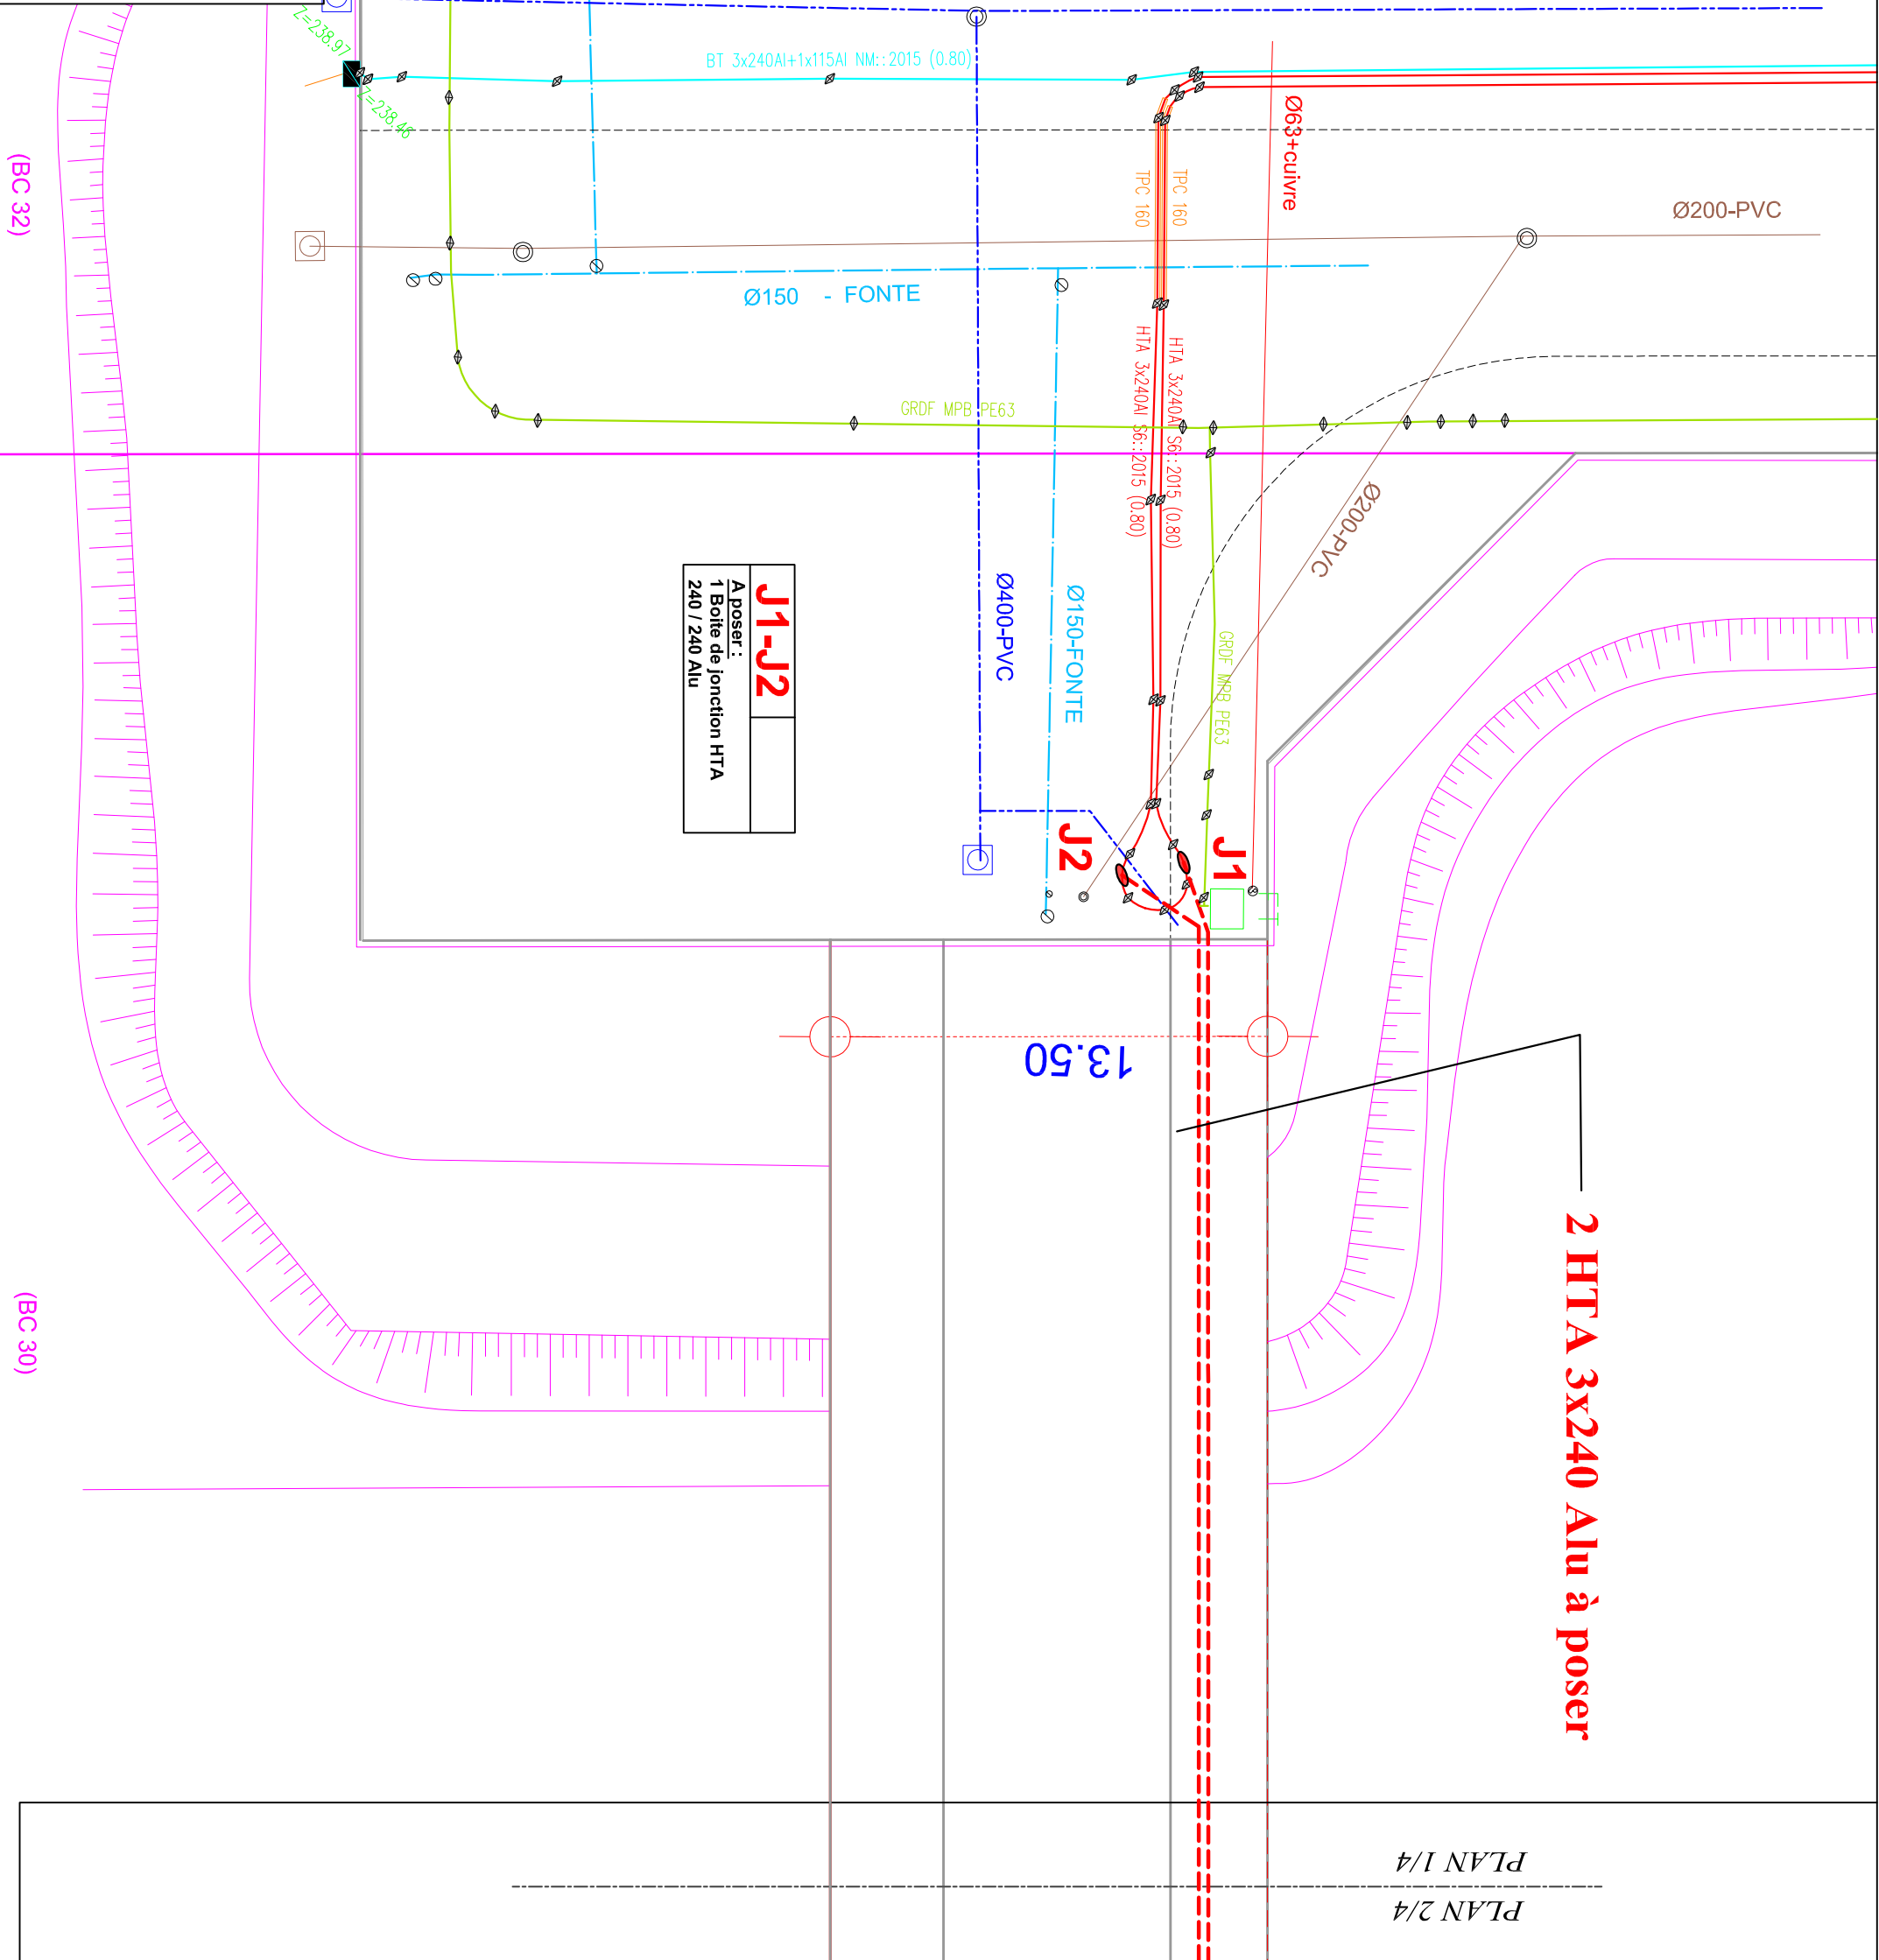 Z=238.97
Z=238.46
BT 3x240Al+1x115Al NM::2015 (0.80)
(BC 32)
TPC 160
TPC 160
Ø63+cuivre
Ø200-PVC
Ø150 - FONTE
HTA 3x240Al S6::2015 (0.80)
HTA 3x240Al S6::2015 (0.80)
GRDF MPB PE63
Ø200-PVC
J1-J2
A poser :
1 Boite de jonction HTA
240 / 240 Alu
Ø400-PVC
Ø150-FONTE
GRDF MPB PE63
J2
J1
13.50
2 HTA 3x240 Alu à poser
(BC 30)
PLAN 1/4
PLAN 2/4